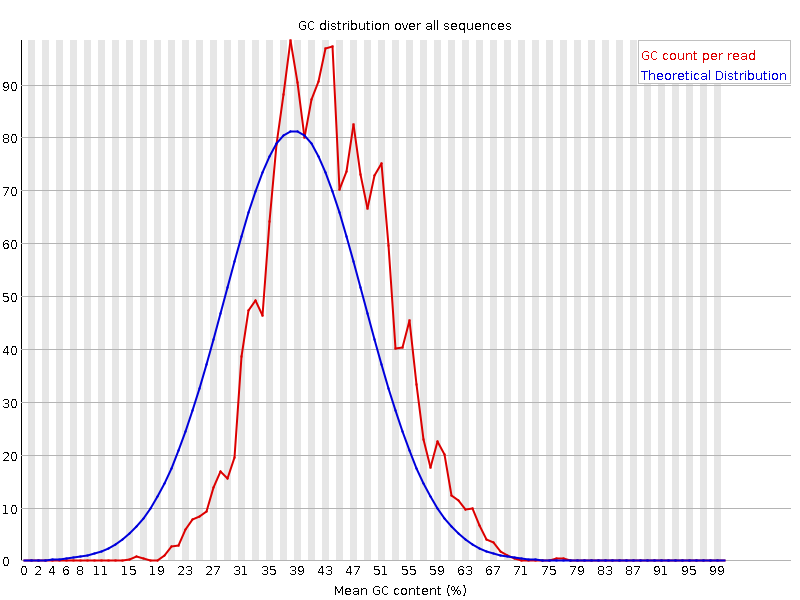 GC distribution over all sequences
GC count per read
Theoretical Distribution
90
80
70
60
50
40
30
20
10
0
0 2 4 6 8 11 15 19 23 27 31 35 39 43 47 51 55 59 63 67 71 75 79 83 87 91 95 99
Mean GC content (%)